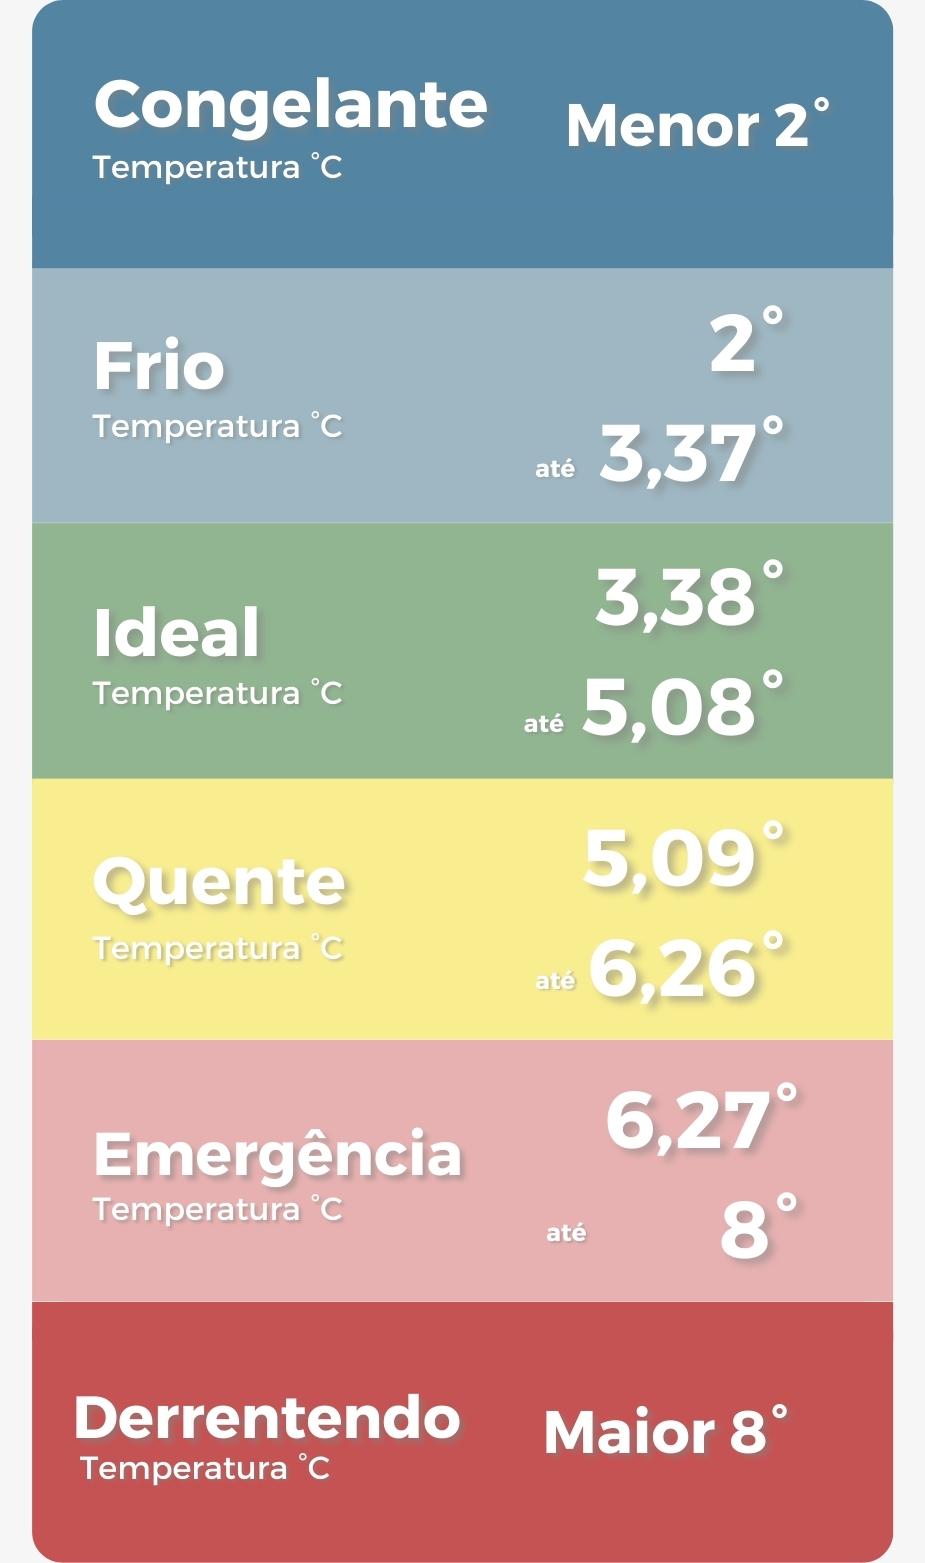 Congelante
Temperatura °C
Menor 2°
Frio
Temperatura °C
2°
até 3,37°
Ideal
Temperatura °C
3,38°
até 5,08°
Quente
Temperatura °C
5,09°
até 6,26°
Emergência
Temperatura °C
6,27°
até 8°
Derrentendo
Temperatura °C
Maior 8°